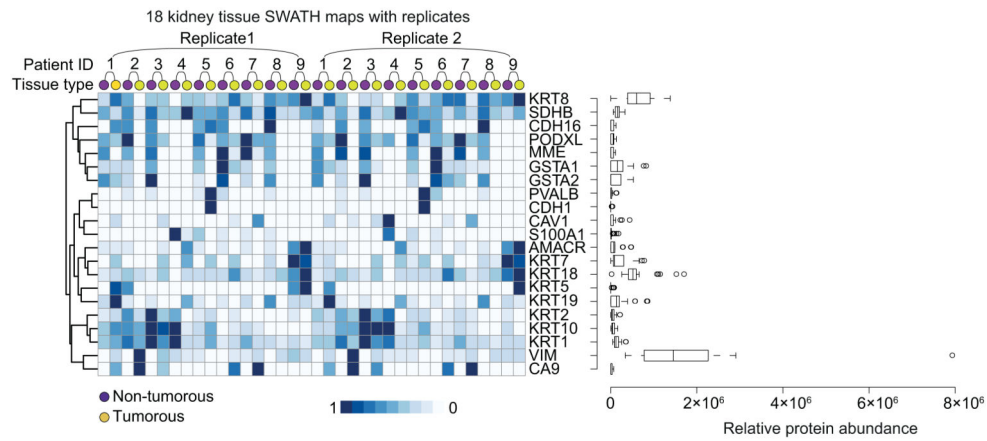 18 kidney tissue SWATH maps with replicates
Replicate1 Replicate 2
Patient ID 1 2 3 4 5 6 7 8 9 1 2 3 4 5 6 7 8 9
Tissue type
KRT8
SDHB
CDH16
PODXL
MME
GSTA1
GSTA2
PVALB
CDH1
CAV1
S100A1
AMACR
KRT7
KRT18
KRT5
KRT19
KRT2
KRT10
KRT1
VIM
CA9
Non-tumorous
Tumorous
1 0
0 2×10⁶ 4×10⁶ 6×10⁶ 8×10⁶
Relative protein abundance